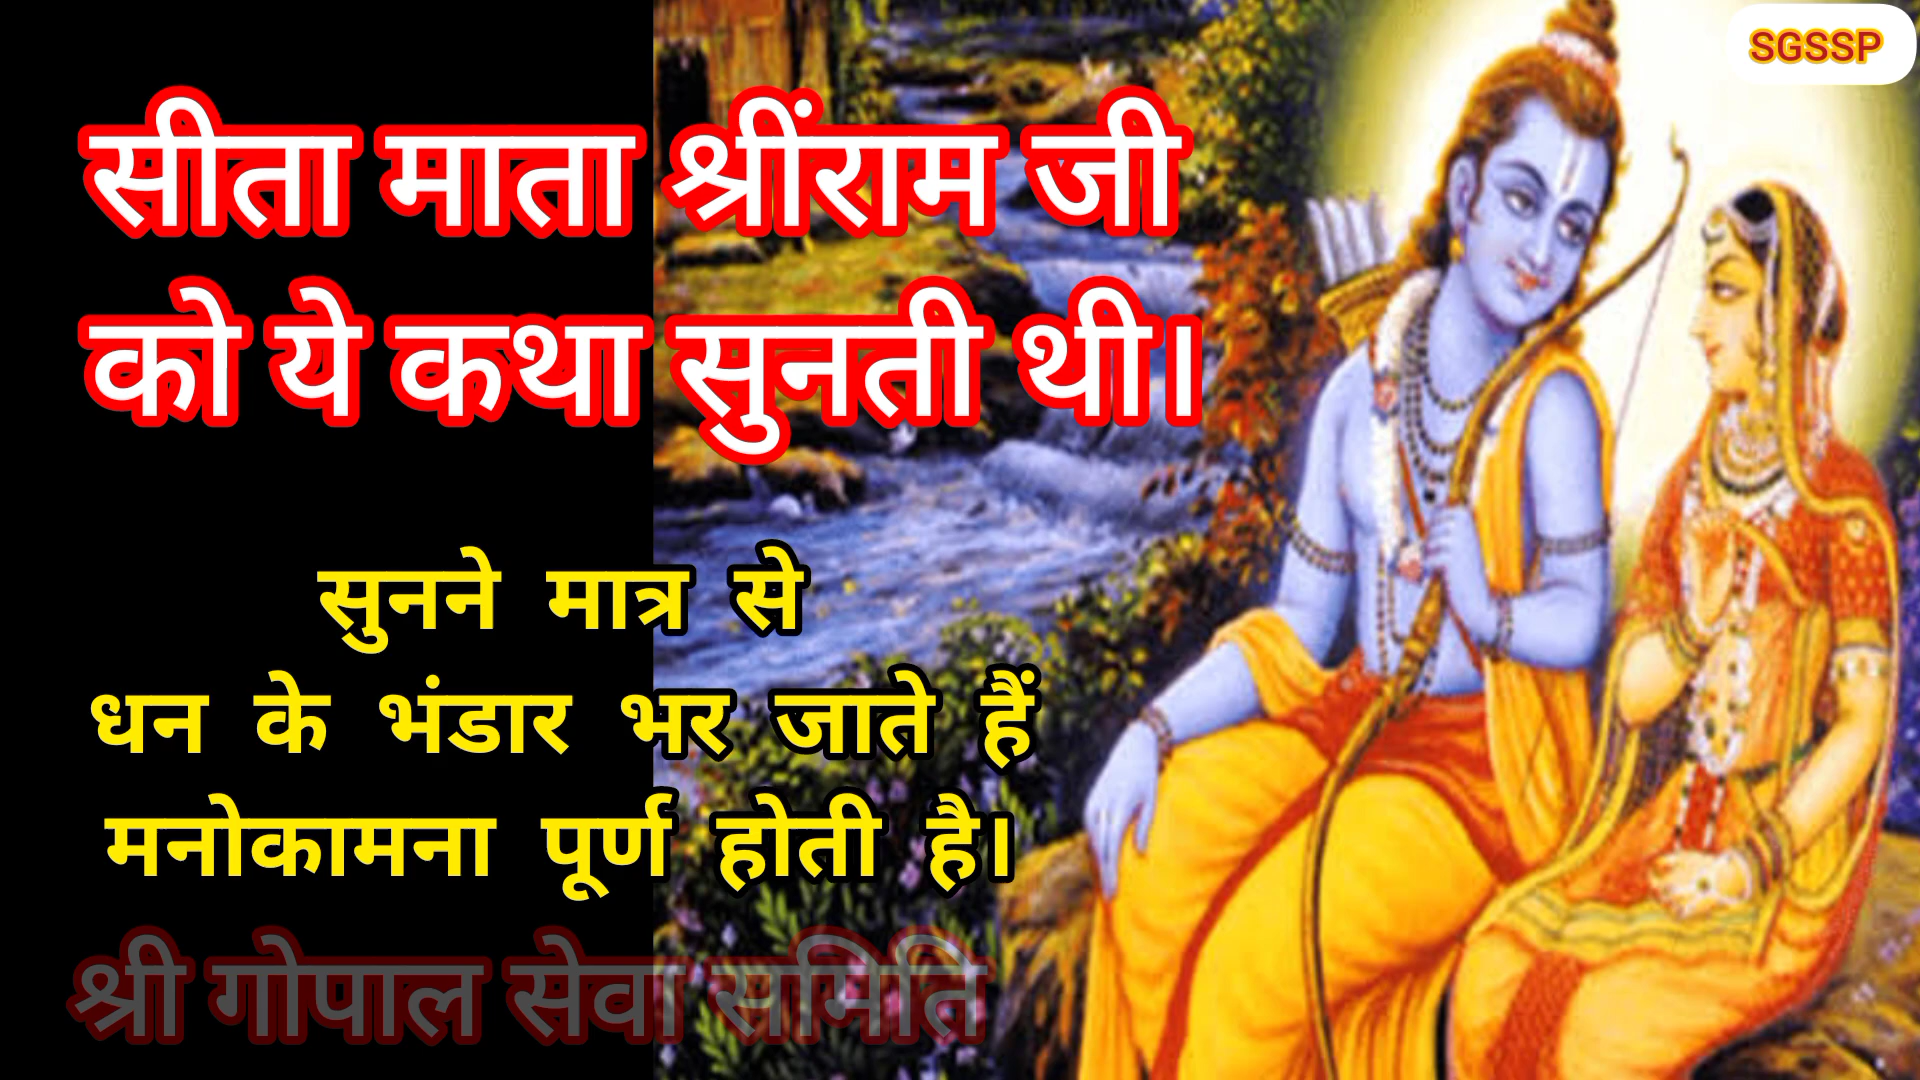 SGSSP
सीता माता श्रींराम जी
को ये कथा सुनती थी।
सुनने मात्र से
धन के भंडार भर जाते हैं
मनोकामना पूर्ण होती है।
श्री गोपाल सेवा समिति